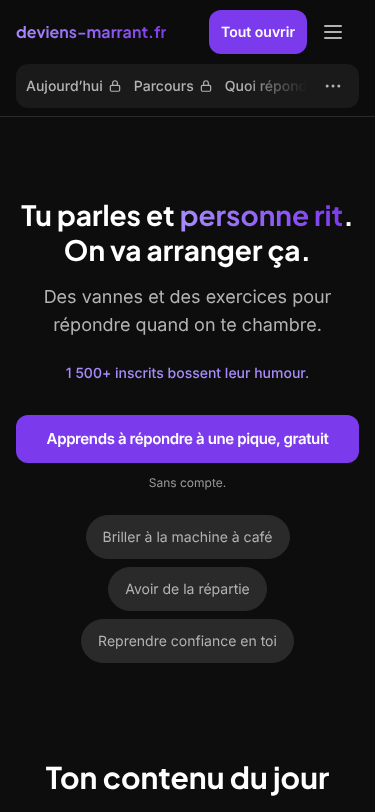 deviens-marrant.fr
Tout ouvrir
Aujourd'hui Parcours Quoi répond
Tu parles et personne rit.
On va arranger ça.
Des vannes et des exercices pour
répondre quand on te chambre.
1 500+ inscrits bossent leur humour.
Apprends à répondre à une pique, gratuit
Sans compte.
Briller à la machine à café
Avoir de la répartie
Reprendre confiance en toi
Ton contenu du jour